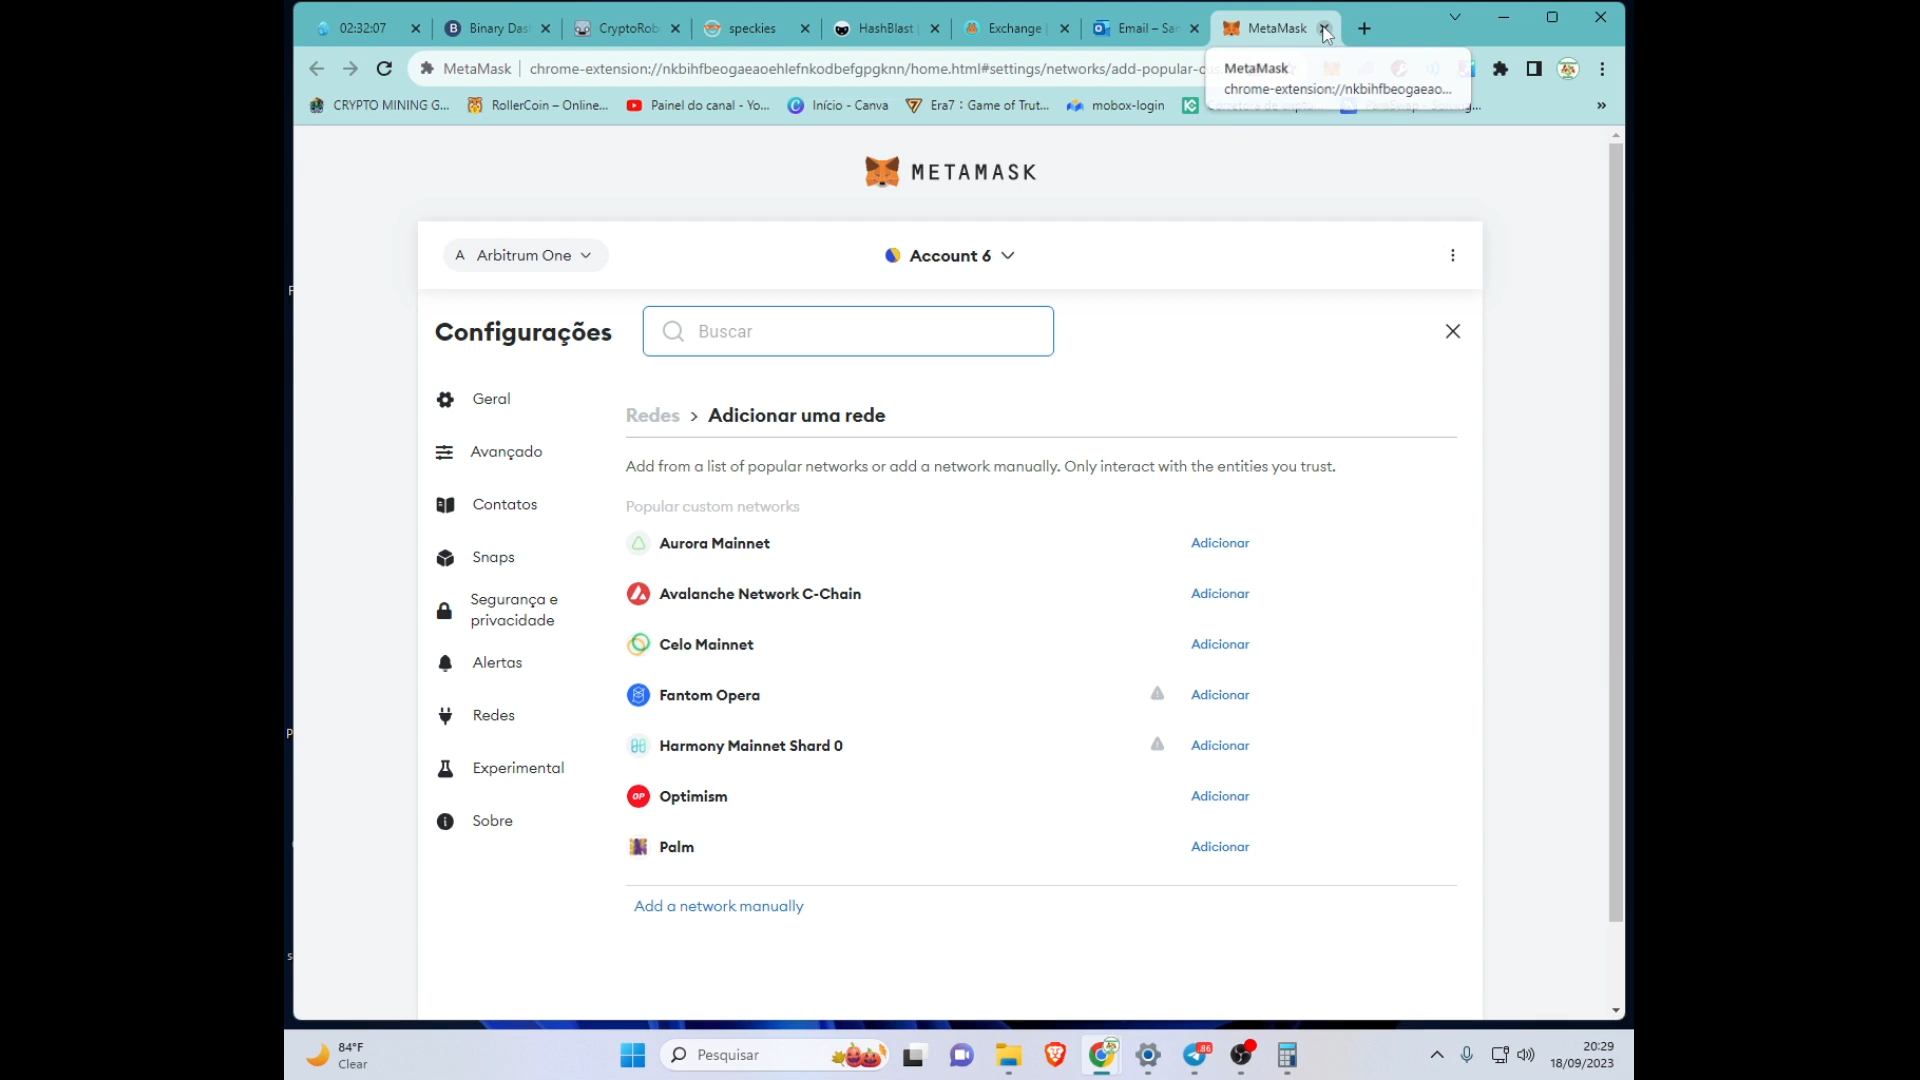 02:32:07
Binary Das
CryptoRob
speckies
HashBlast
Exchange
Email – Sar
MetaMask
MetaMask
chrome-extension://nkbihfbeogaeaoehlefnkodbefgpgknn/home.html#settings/networks/add-popular-cus
MetaMask
chrome-extension://nkbihfbeogaeao...
CRYPTO MINING G...
RollerCoin – Online...
Painel do canal - Yo...
Início - Canva
Era7 : Game of Trut...
mobox-login
»
METAMASK
A Arbitrum One
Account 6
Configurações
Buscar
Geral
Avançado
Contatos
Snaps
Segurança e
privacidade
Alertas
Redes
Experimental
Sobre
Redes > Adicionar uma rede
Add from a list of popular networks or add a network manually. Only interact with the entities you trust.
Popular custom networks
Aurora Mainnet Adicionar
Avalanche Network C-Chain Adicionar
Celo Mainnet Adicionar
Fantom Opera Adicionar
Harmony Mainnet Shard 0 Adicionar
OP Optimism Adicionar
Palm Adicionar
Add a network manually
84°F
Clear
Pesquisar
86
20:29
18/09/2023